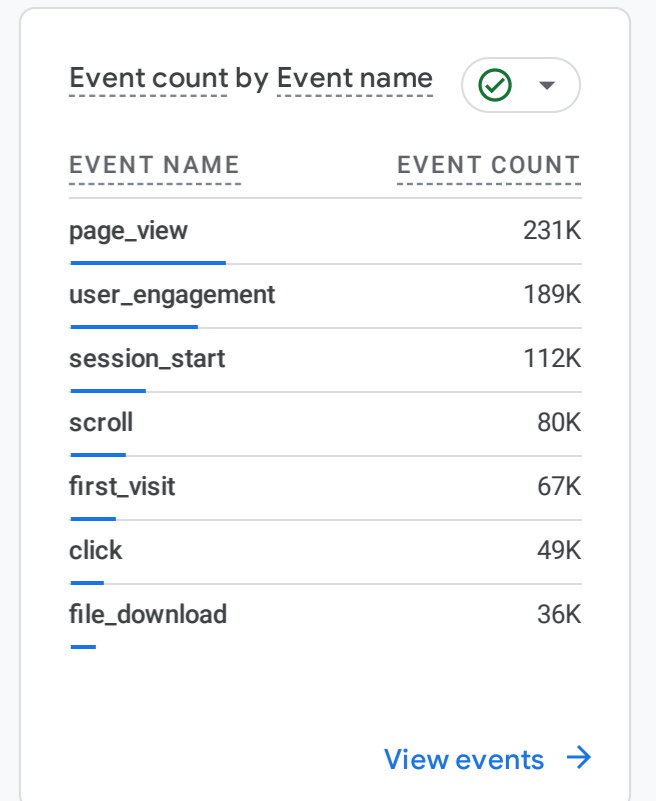 Event count by Event name
EVENT NAME EVENT COUNT
page_view 231K
user_engagement 189K
session_start 112K
scroll 80K
first_visit 67K
click 49K
file_download 36K
View events